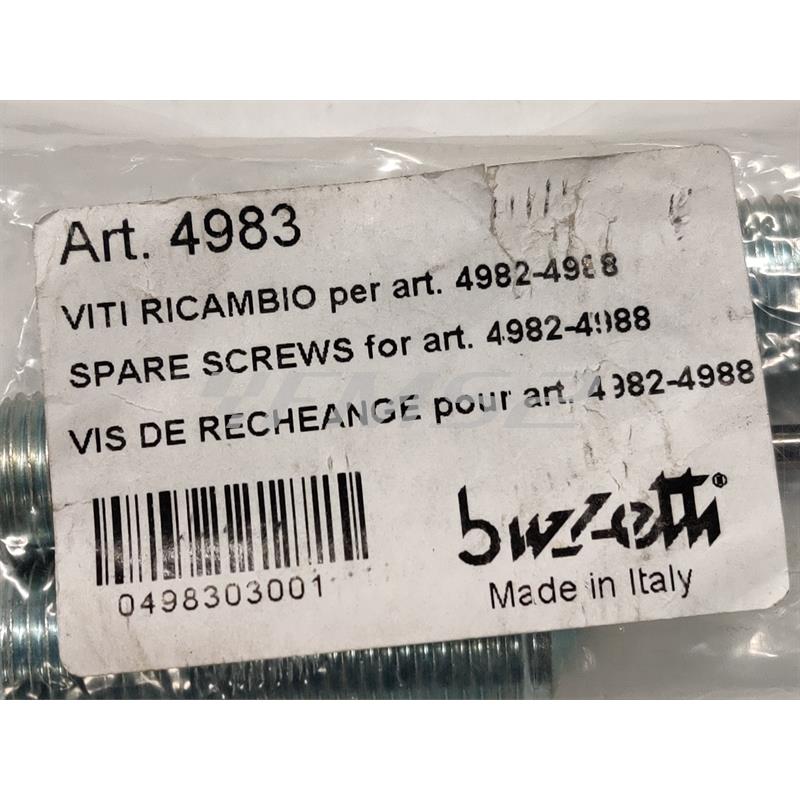 Art. 4983
VITI RICAMBIO per art. 4982-4988
SPARE SCREWS for art. 4982-4988
VIS DE RECHEANGE pour art. 4982-4988
0498303001
buzzetti®
Made in Italy